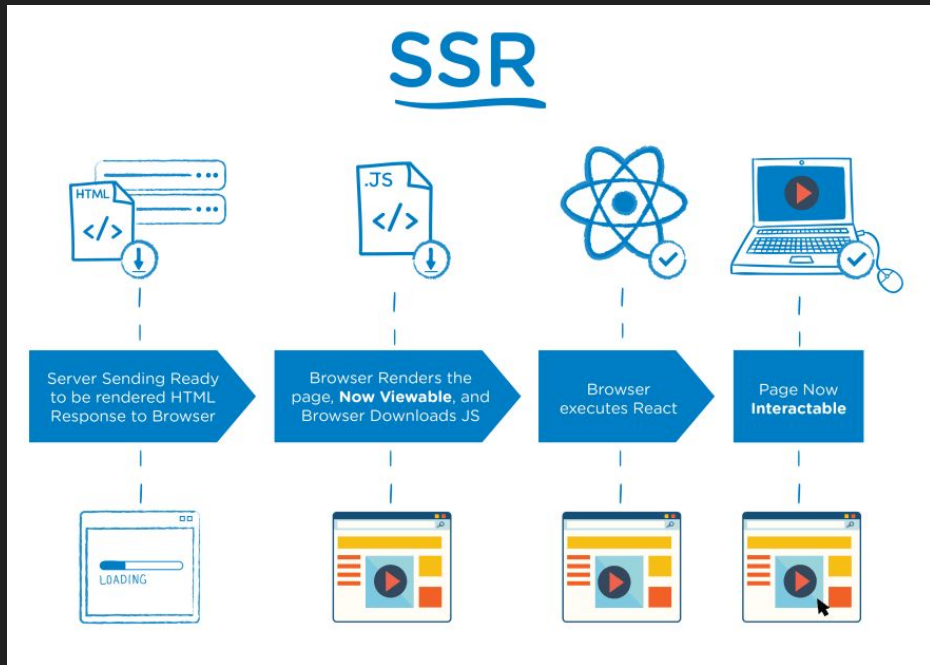 SSR
HTML
</>
.JS
</>
Server Sending Ready
to be rendered HTML
Response to Browser
Browser Renders the
page, Now Viewable, and
Browser Downloads JS
Browser
executes React
Page Now
Interactable
LOADING